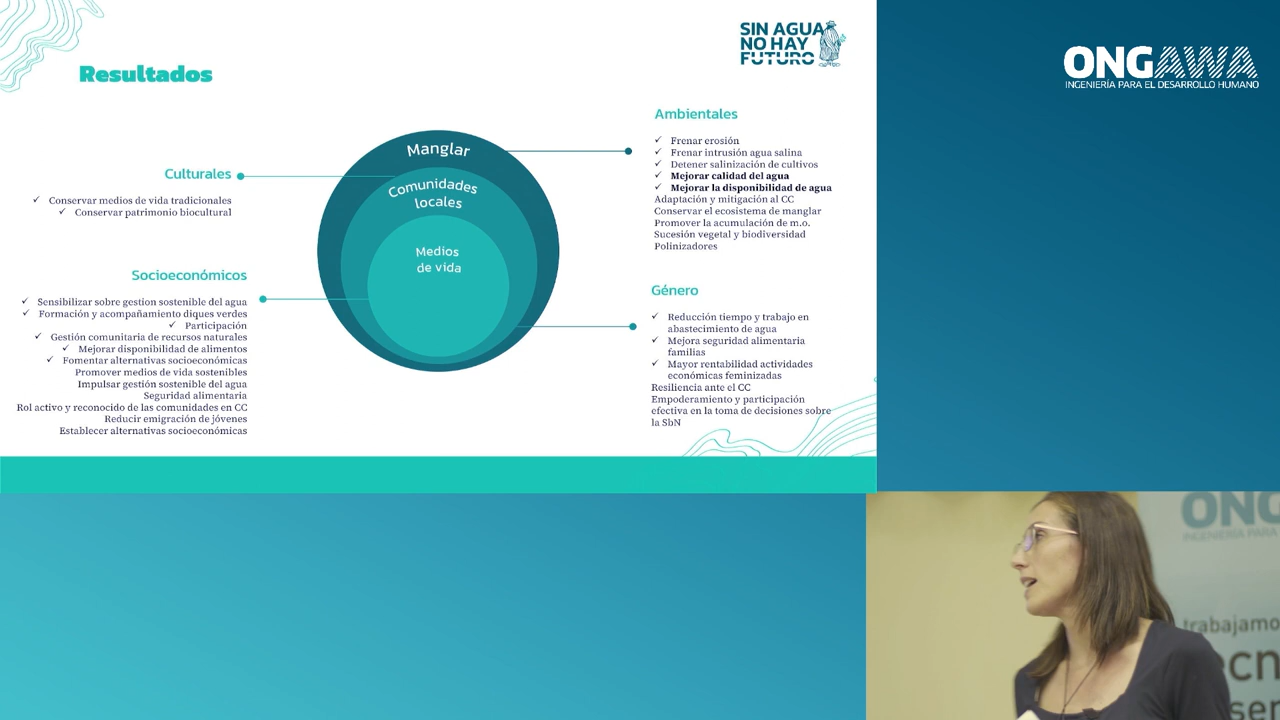 Resultados
SIN AGUA
NO HAY
FUTURO
ONGAWA
INGENIERÍA PARA EL DESARROLLO HUMANO
Manglar
Comunidades
locales
Medios
de vida
Culturales
✓ Conservar medios de vida tradicionales
✓ Conservar patrimonio biocultural
Socioeconómicos
✓ Sensibilizar sobre gestion sostenible del agua
✓ Formación y acompañamiento diques verdes
✓ Participación
✓ Gestión comunitaria de recursos naturales
✓ Mejorar disponibilidad de alimentos
✓ Fomentar alternativas socioeconómicas
Promover medios de vida sostenibles
Impulsar gestión sostenible del agua
Seguridad alimentaria
Rol activo y reconocido de las comunidades en CC
Reducir emigración de jóvenes
Establecer alternativas socioeconómicas
Ambientales
✓ Frenar erosión
✓ Frenar intrusión agua salina
✓ Detener salinización de cultivos
✓ Mejorar calidad del agua
✓ Mejorar la disponibilidad de agua
Adaptación y mitigación al CC
Conservar el ecosistema de manglar
Promover la acumulación de m.o.
Sucesión vegetal y biodiversidad
Polinizadores
Género
✓ Reducción tiempo y trabajo en
abastecimiento de agua
✓ Mejora seguridad alimentaria
familias
✓ Mayor rentabilidad actividades
económicas feminizadas
Resiliencia ante el CC
Empoderamiento y participación
efectiva en la toma de decisiones sobre
la SbN
ONG
INGENIERÍA PARA
trabajamo
ecn
ser